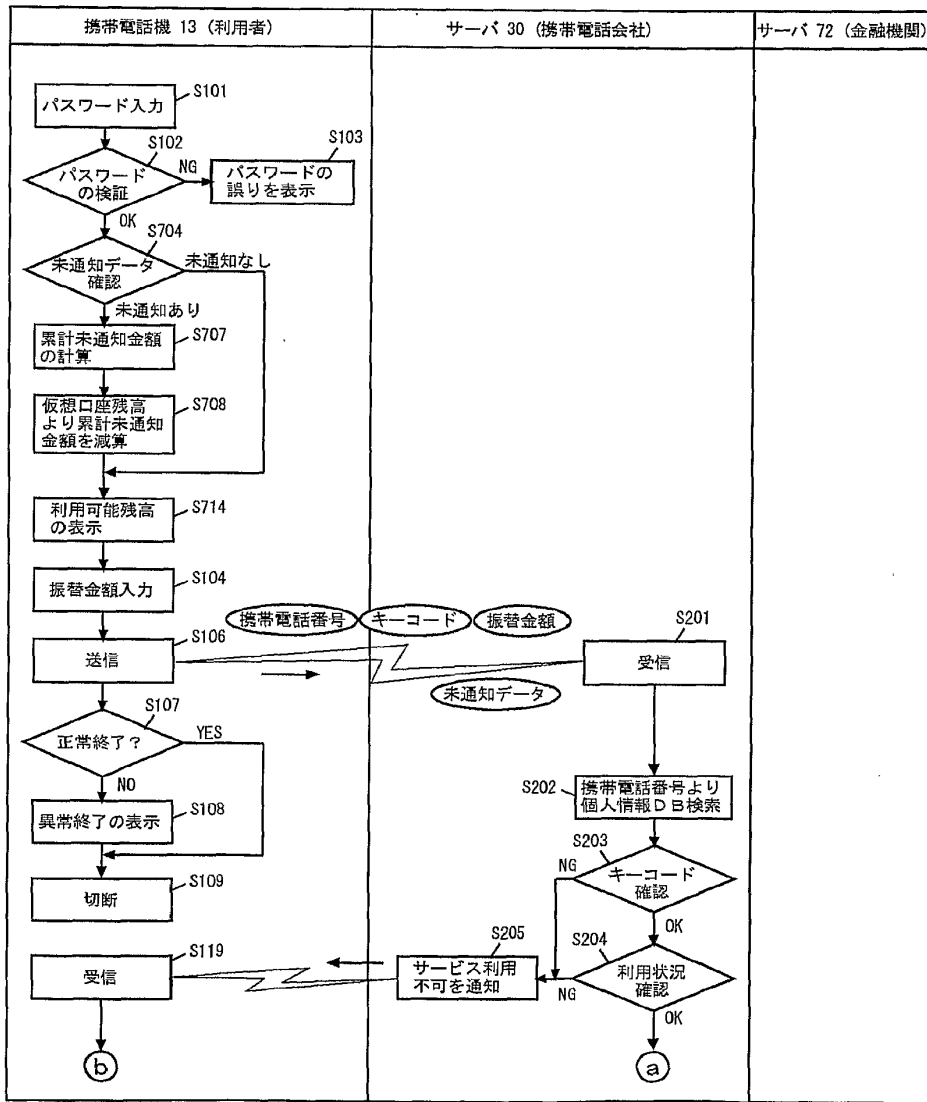 携帯電話機 13 (利用者)
サーバ 30 (携帯電話会社)
サーバ 72 (金融機関)
パスワード入力
S101
パスワード
の検証
S102
NG
OK
パスワードの
誤りを表示
S103
未通知データ
確認
S704
未通知なし
未通知あり
累計未通知金額
の計算
S707
仮想口座残高
より累計未通知
金額を減算
S708
利用可能残高
の表示
S714
振替金額入力
S104
携帯電話番号
キーコード
振替金額
送信
S106
未通知データ
受信
S201
正常終了?
S107
YES
NO
異常終了の表示
S108
切断
S109
S202
携帯電話番号より
個人情報DB検索
S203
キーコード
確認
NG
OK
S204
利用状況
確認
NG
OK
S205
サービス利用
不可を通知
受信
S119
b
a